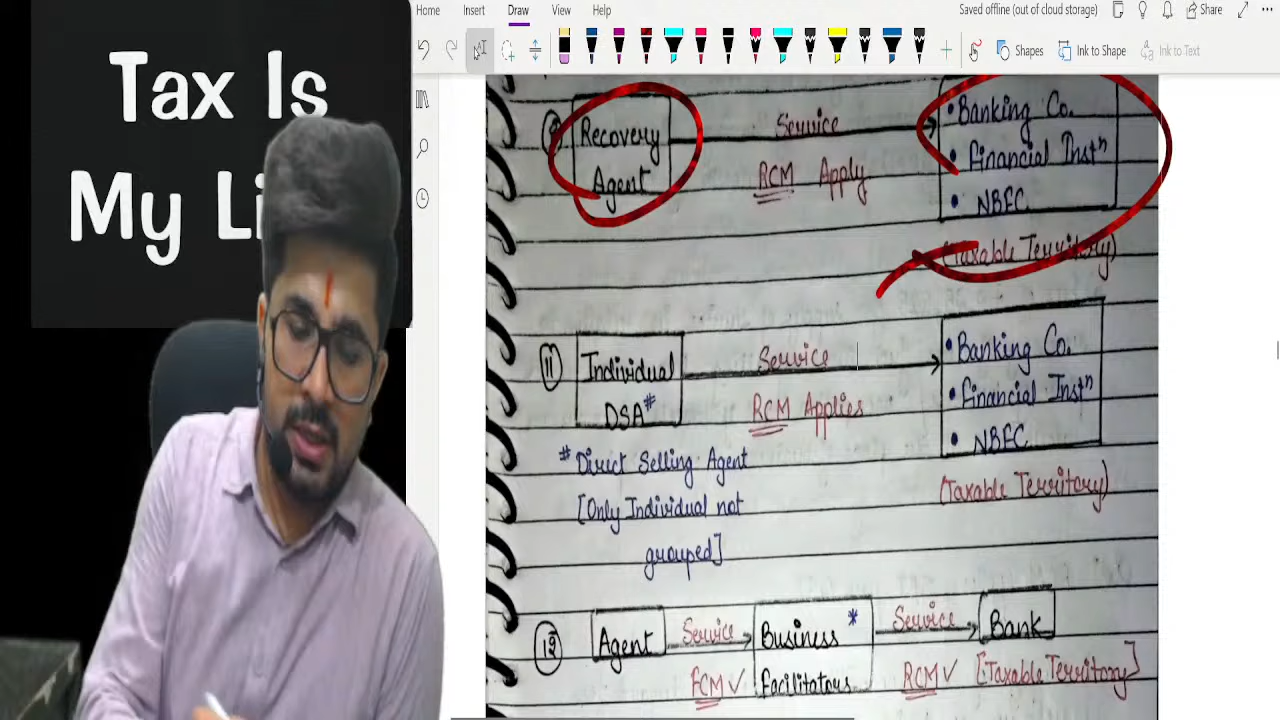 Tax Is
My Li
Home Insert Draw View Help
Saved offline (out of cloud storage)
Share
Shapes
Ink to Shape
Ink to Text
Recovery
Agent
Service
RCM Apply
• Banking Co.
• Financial Instⁿ
• NBFC
(Taxable Territory)
11
Individual
DSA#
Service
RCM Applies
• Banking Co.
• Financial Instⁿ
• NBFC
(Taxable Territory)
# Direct Selling Agent
[Only Individual not
grouped]
12
Agent
Service
FCM ✓
Business *
Facilitators
Service
RCM ✓
Bank
[Taxable Territory]